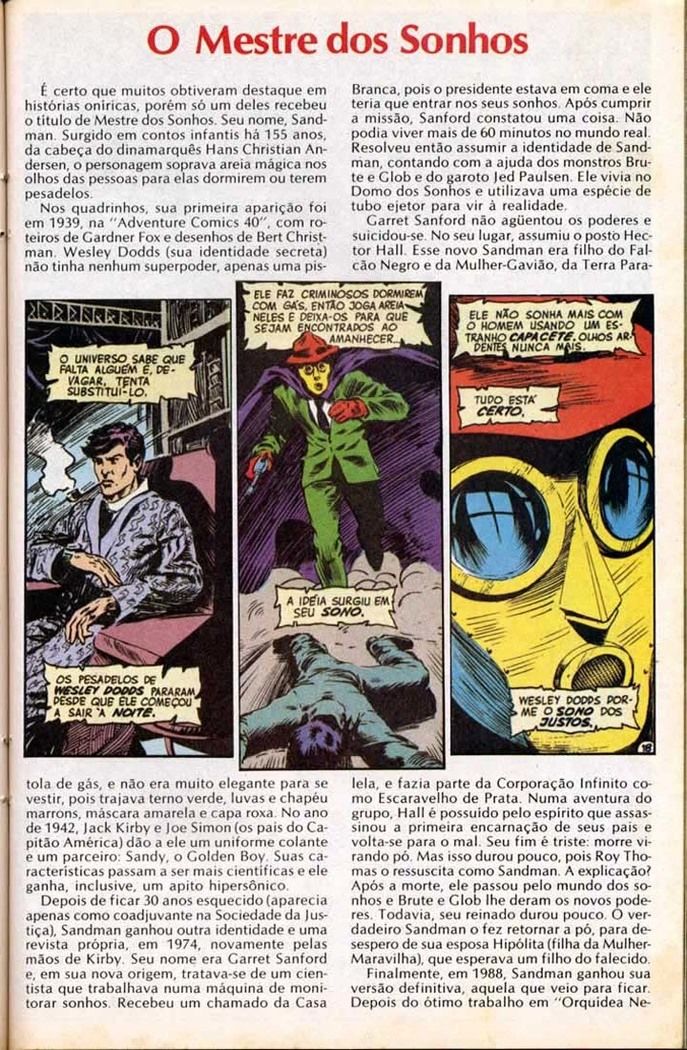 O Mestre dos Sonhos
É certo que muitos obtiveram destaque em
histórias oníricas, porém só um deles recebeu
o título de Mestre dos Sonhos. Seu nome, Sand-
man. Surgido em contos infantis há 155 anos,
da cabeça do dinamarquês Hans Christian An-
dersen, o personagem soprava areia mágica nos
olhos das pessoas para elas dormirem ou terem
pesadelos.
Nos quadrinhos, sua primeira aparição foi
em 1939, na "Adventure Comics 40", com ro-
teiros de Gardner Fox e desenhos de Bert Christ-
man. Wesley Dodds (sua identidade secreta)
não tinha nenhum superpoder, apenas uma pis-
O UNIVERSO SABE QUE
FALTA ALGUÉM E, DE-
VAGAR, TENTA
SUBSTITUÍ-LO.
OS PESADELOS DE
WESLEY DODDS PARARAM
DESDE QUE ELE COMEÇOU
A SAIR À NOITE.
ELE FAZ CRIMINOSOS DORMIREM
COM GÁS, ENTÃO JOGA AREIA
NELES E DEIXA-OS PARA QUE
SEJAM ENCONTRADOS AO
AMANHECER...
A IDÉIA SURGIU EM
SEU SONO.
ELE NÃO SONHA MAIS COM
O HOMEM USANDO UM ES-
TRANHO CAPACETE. OLHOS AR-
DENTES NUNCA MAIS.
TUDO ESTÁ
CERTO.
WESLEY DODDS DOR-
ME O SONO DOS
JUSTOS.
18
tola de gás, e não era muito elegante para se
vestir, pois trajava terno verde, luvas e chapéu
marrons, máscara amarela e capa roxa. No ano
de 1942, Jack Kirby e Joe Simon (os pais do Ca-
pitão América) dão a ele um uniforme colante
e um parceiro: Sandy, o Golden Boy. Suas ca-
racterísticas passam a ser mais científicas e ele
ganha, inclusive, um apito hipersônico.
Depois de ficar 30 anos esquecido (aparecia
apenas como coadjuvante na Sociedade da Jus-
tiça), Sandman ganhou outra identidade e uma
revista própria, em 1974, novamente pelas
mãos de Kirby. Seu nome era Garret Sanford
e, em sua nova origem, tratava-se de um cien-
tista que trabalhava numa máquina de moni-
torar sonhos. Recebeu um chamado da Casa
Branca, pois o presidente estava em coma e ele
teria que entrar nos seus sonhos. Após cumprir
a missão, Sanford constatou uma coisa. Não
podia viver mais de 60 minutos no mundo real.
Resolveu então assumir a identidade de Sand-
man, contando com a ajuda dos monstros Bru-
te e Glob e do garoto Jed Paulsen. Ele vivia no
Domo dos Sonhos e utilizava uma espécie de
tubo ejetor para vir à realidade.
Garret Sanford não agüentou os poderes e
suicidou-se. No seu lugar, assumiu o posto Hec-
tor Hall. Esse novo Sandman era filho do Fal-
cão Negro e da Mulher-Gavião, da Terra Para-
lela, e fazia parte da Corporação Infinito co-
mo Escaravelho de Prata. Numa aventura do
grupo, Hall é possuído pelo espírito que assas-
sinou a primeira encarnação de seus pais e
volta-se para o mal. Seu fim é triste: morre vi-
rando pó. Mas isso durou pouco, pois Roy Tho-
mas o ressuscita como Sandman. A explicação?
Após a morte, ele passou pelo mundo dos so-
nhos e Brute e Glob lhe deram os novos pode-
res. Todavia, seu reinado durou pouco. O ver-
dadeiro Sandman o fez retornar a pó, para de-
sespero de sua esposa Hipólita (filha da Mulher-
Maravilha), que esperava um filho do falecido.
Finalmente, em 1988, Sandman ganhou sua
versão definitiva, aquela que veio para ficar.
Depois do ótimo trabalho em "Orquídea Ne-